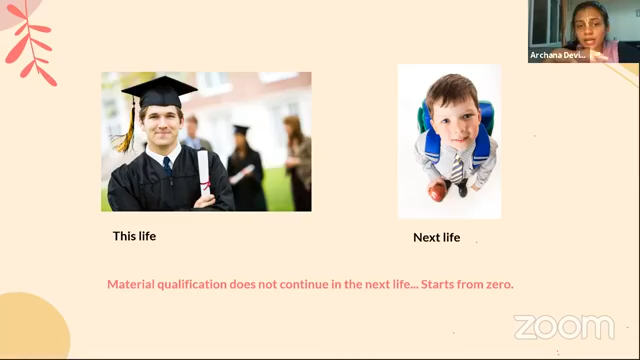 Archana Devi...
This life
Next life
Material qualification does not continue in the next life... Starts from zero.
zoom